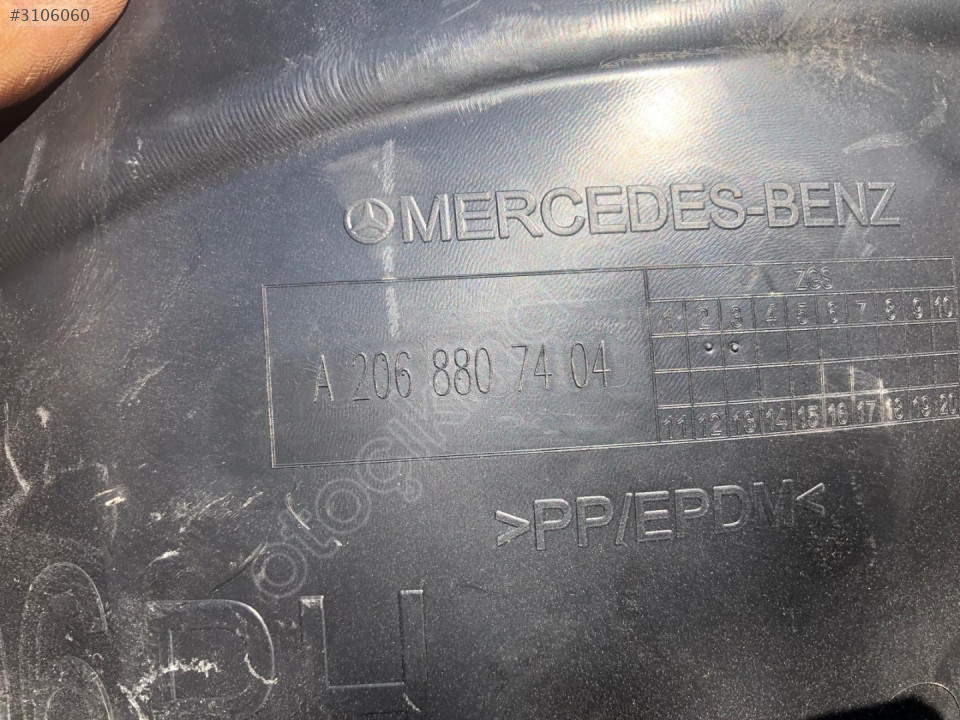 #3106060
MERCEDES-BENZ
ZGS
1 2 3 4 5 6 7 8 9 10
A 206 880 74 04
11 12 13 14 15 16 17 18 19 20
>PP/EPDM<